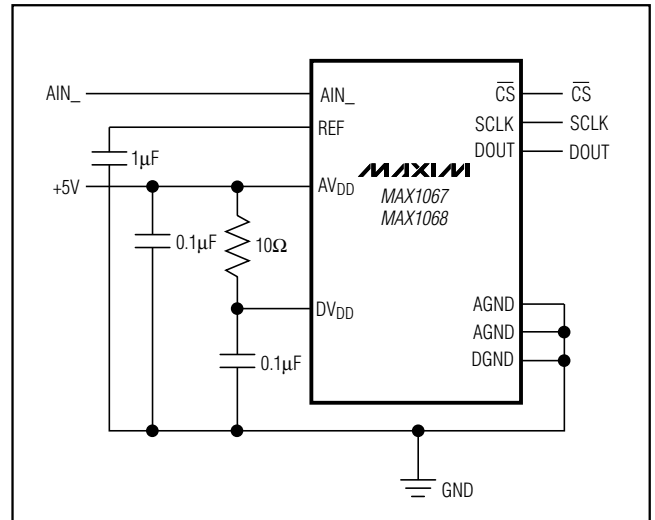 AIN_
AIN_
REF
1µF
+5V
AVDD
0.1µF
10Ω
DVDD
0.1µF
MAXIM
MAX1067
MAX1068
CS
CS
SCLK
SCLK
DOUT
DOUT
AGND
AGND
DGND
GND